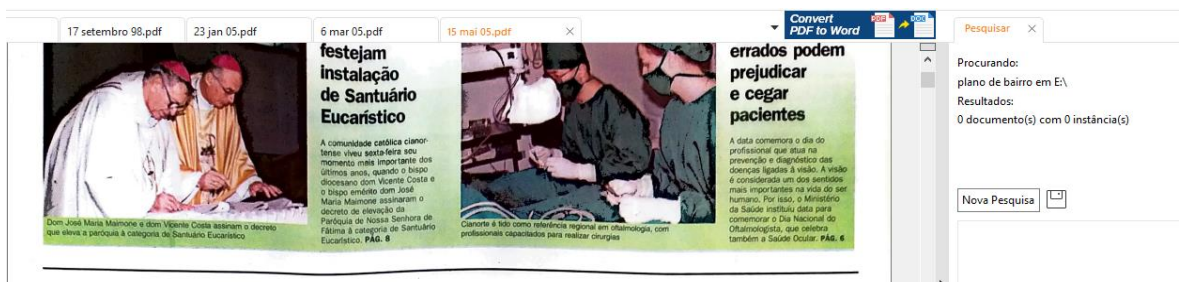 17 setembro 98.pdf
23 jan 05.pdf
6 mar 05.pdf
15 mai 05.pdf
Convert
PDF to Word
PDF
DOC
Pesquisar
festejam
instalação
de Santuário
Eucarístico
A comunidade católica cianor-
tense viveu sexta-feira seu
momento mais importante dos
últimos anos, quando o bispo
diocesano dom Vicente Costa e
o bispo emérito dom José
Maria Maimone assinaram o
decreto de elevação da
Paróquia de Nossa Senhora de
Fátima à categoria de Santuário
Eucarístico. PÁG. 8
Dom José Maria Maimone e dom Vicente Costa assinam o decreto
que eleva a paróquia à categoria de Santuário Eucarístico
Cianorte é tido como referência regional em oftalmologia, com
profissionais capacitados para realizar cirurgias
errados podem
prejudicar
e cegar
pacientes
A data comemora o dia do
profissional que atua na
prevenção e diagnóstico das
doenças ligadas à visão. A visão
é considerada um dos sentidos
mais importantes na vida do ser
humano. Por isso, o Ministério
da Saúde instituiu data para
comemorar o Dia Nacional do
Oftalmologista, que celebra
também a Saúde Ocular. PÁG. 6
Procurando:
plano de bairro em E:\
Resultados:
0 documento(s) com 0 instância(s)
Nova Pesquisa